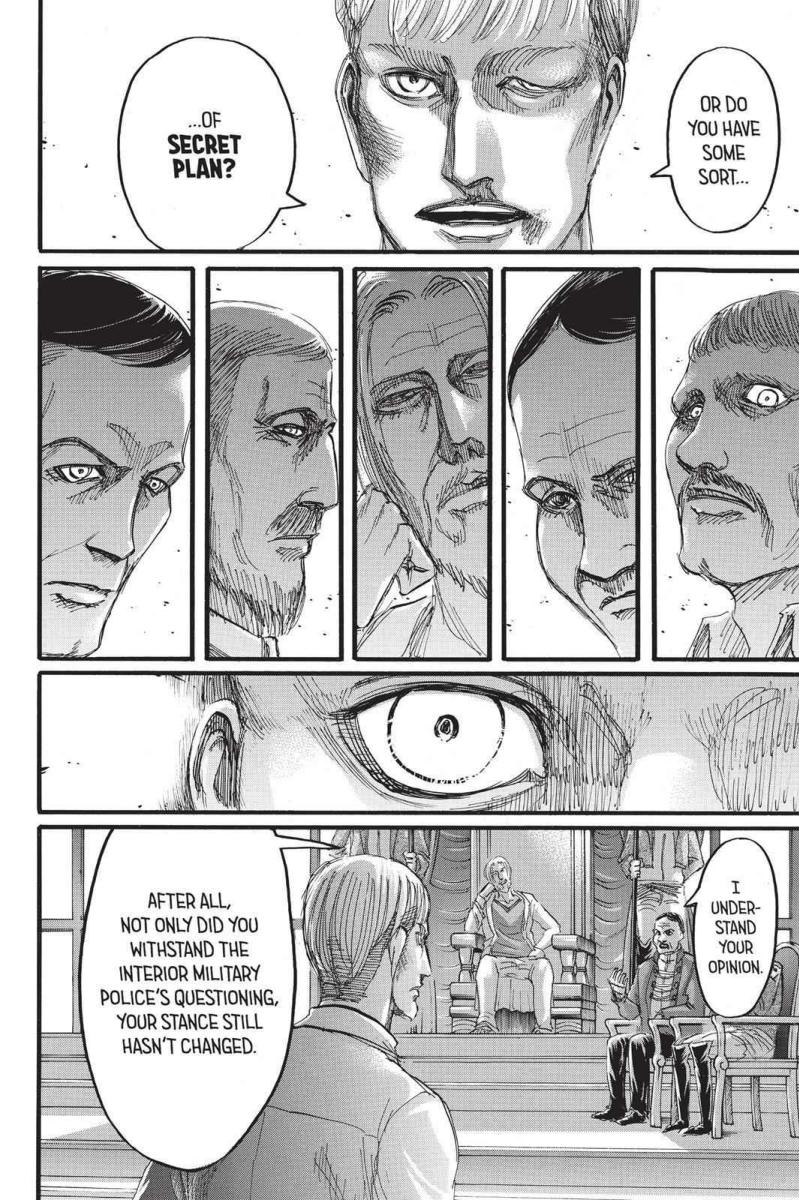 OR DO
YOU HAVE
SOME
SORT...
...OF
SECRET
PLAN?
I
UNDER-
STAND
YOUR
OPINION.
AFTER ALL,
NOT ONLY DID YOU
WITHSTAND THE
INTERIOR MILITARY
POLICE'S QUESTIONING,
YOUR STANCE STILL
HASN'T CHANGED.